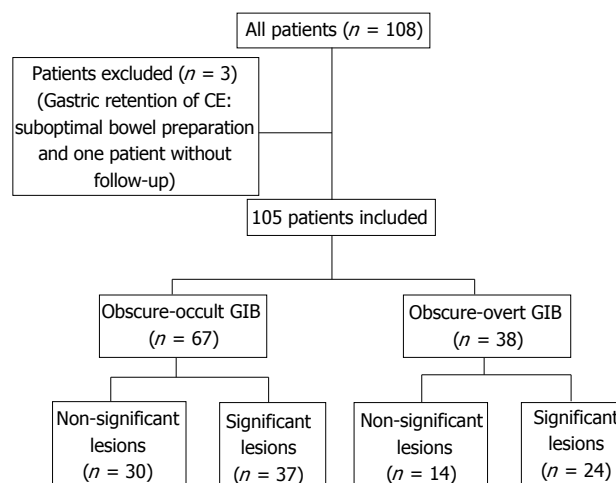 All patients (n = 108)
Patients excluded (n = 3)
(Gastric retention of CE:
suboptimal bowel preparation
and one patient without
follow-up)
105 patients included
Obscure-occult GIB
(n = 67)
Obscure-overt GIB
(n = 38)
Non-significant
lesions
(n = 30)
Significant
lesions
(n = 37)
Non-significant
lesions
(n = 14)
Significant
lesions
(n = 24)